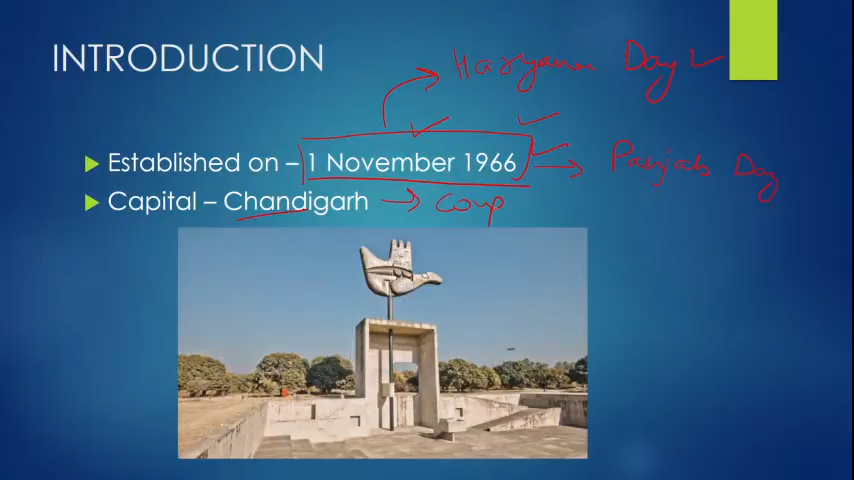 INTRODUCTION
Haryana Day
Established on – 1 November 1966
Punjab Day
Capital – Chandigarh